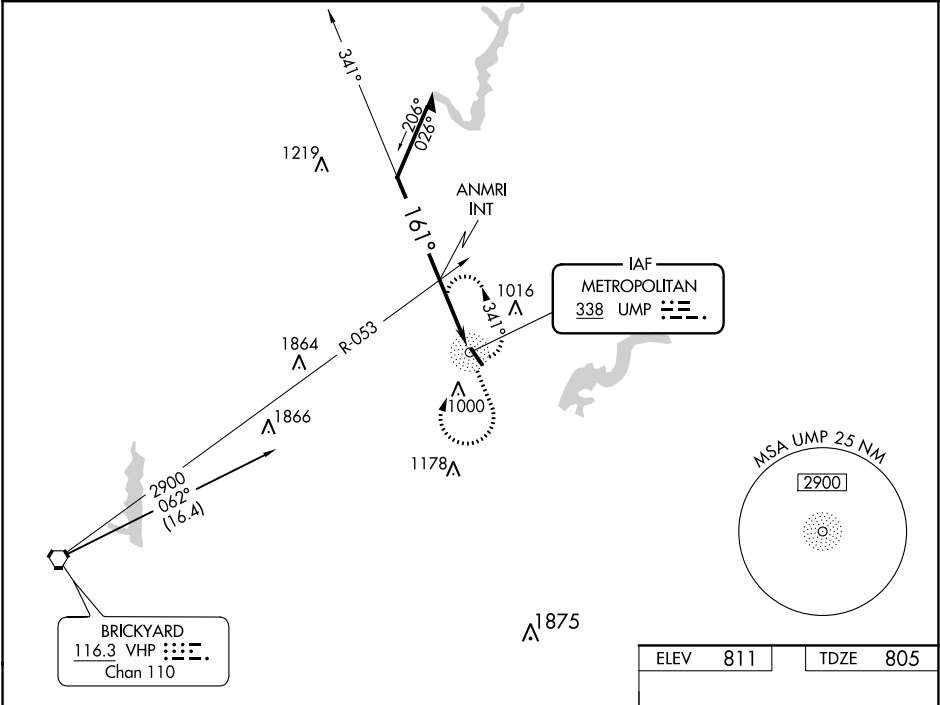 341°
206°
026°
1219
ANMRI
INT
161°
IAF
METROPOLITAN
338 UMP
1016
341°
R-053
1864
1866
1000
1178
MSA UMP 25 NM
2900
2900
062°
(16.4)
BRICKYARD
116.3 VHP
Chan 110
1875
ELEV 811
TDZE 805